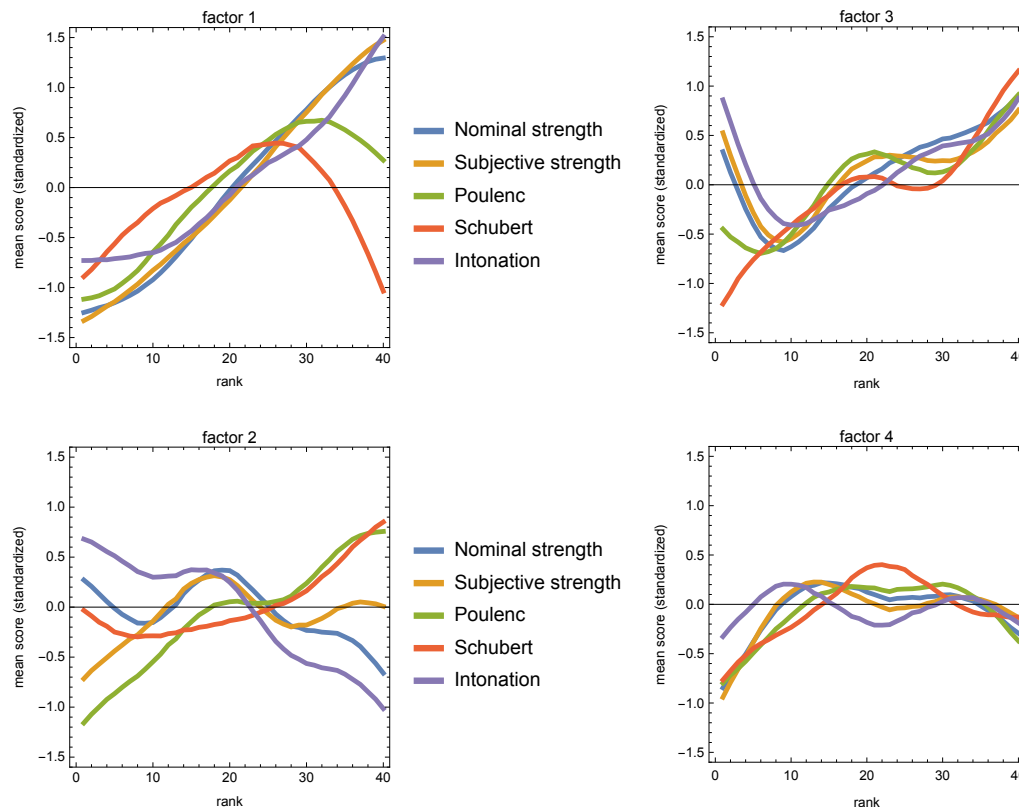 factor 1
1.5
1.0
0.5
0.0
−0.5
−1.0
−1.5
mean score (standardized)
0 10 20 30 40
rank
Nominal strength
Subjective strength
Poulenc
Schubert
Intonation
factor 3
1.5
1.0
0.5
0.0
−0.5
−1.0
−1.5
mean score (standardized)
0 10 20 30 40
rank
factor 2
1.5
1.0
0.5
0.0
−0.5
−1.0
−1.5
mean score (standardized)
0 10 20 30 40
rank
Nominal strength
Subjective strength
Poulenc
Schubert
Intonation
factor 4
1.5
1.0
0.5
0.0
−0.5
−1.0
−1.5
mean score (standardized)
0 10 20 30 40
rank